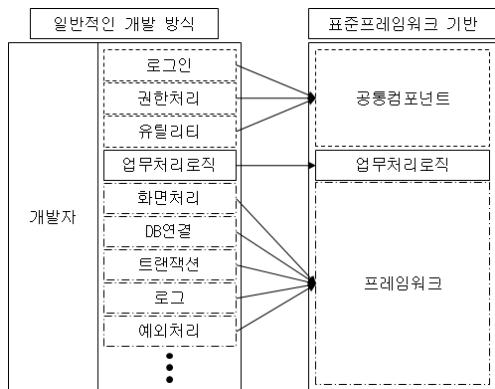 일반적인 개발 방식
표준프레임워크 기반
개발자
로그인
권한처리
유틸리티
업무처리로직
화면처리
DB연결
트랜잭션
로그
예외처리
공통컴포넌트
업무처리로직
프레임워크